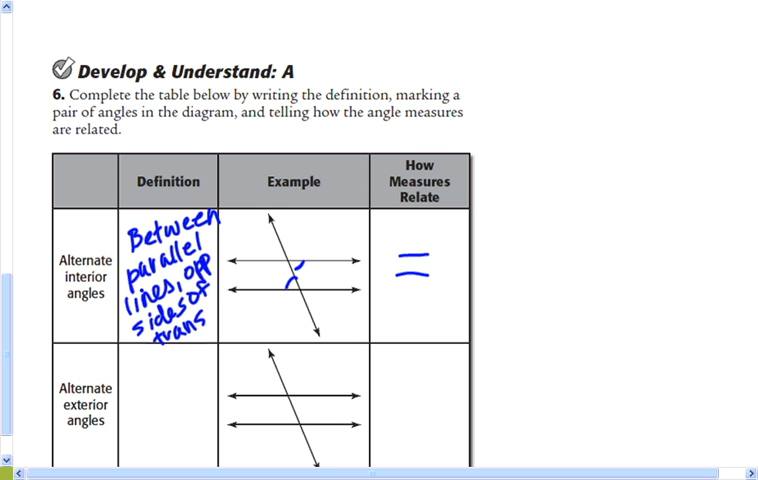 Develop & Understand: A
6. Complete the table below by writing the definition, marking a
pair of angles in the diagram, and telling how the angle measures
are related.
Definition
Example
How
Measures
Relate
Alternate
interior
angles
Between
parallel
lines, opp
sides of
trans
=
Alternate
exterior
angles